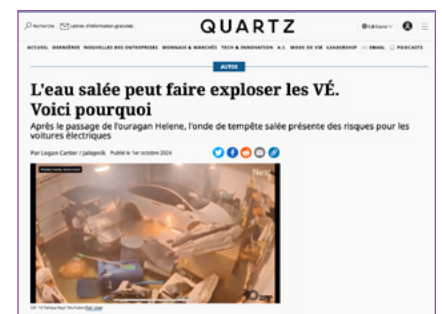 Recherche Lettres d'information gratuites
QUARTZ
Éditions
ACCUEIL DERNIÈRES NOUVELLES DES ENTREPRISES MONNAIE & MARCHÉS TECH & INNOVATION A.I. MODE DE VIE LEADERSHIP EMAIL PODCASTS
AUTOS
L'eau salée peut faire exploser les VÉ.
Voici pourquoi
Après le passage de l'ouragan Helene, l'onde de tempête salée présente des risques pour les
voitures électriques
Par Logan Carter / Jalopnik Publié le 1er octobre 2024
Nest